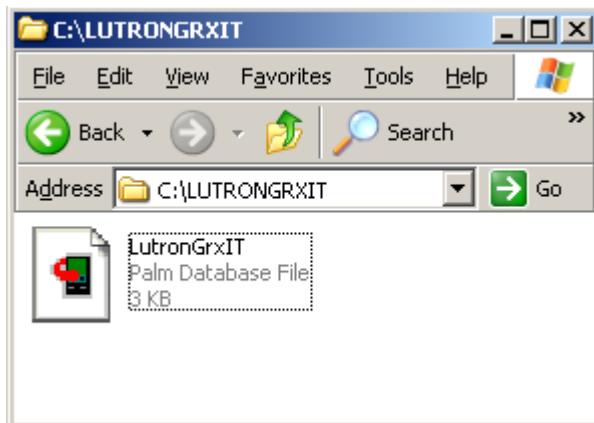 C:\LUTRONGRXIT
File Edit View Favorites Tools Help
Back Search »
Address C:\LUTRONGRXIT Go
LutronGrxIT
Palm Database File
3 KB